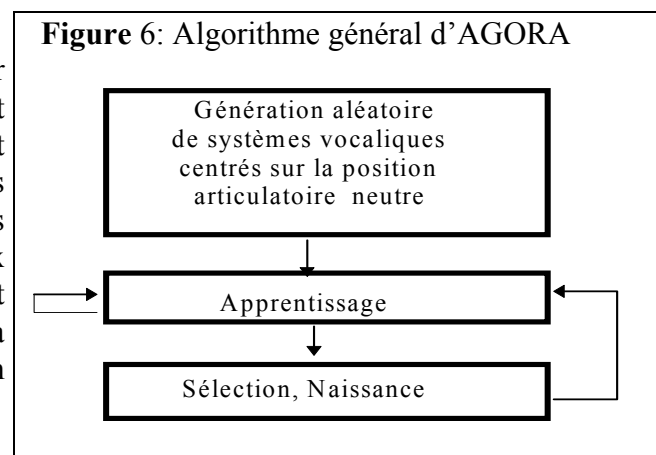 Figure 6: Algorithme général d’AGORA
r
t
t
s
s
x
t
a
n
Génération aléatoire
de systèmes vocaliques
centrés sur la position
articulatoire neutre
Apprentissage
Sélection, Naissance